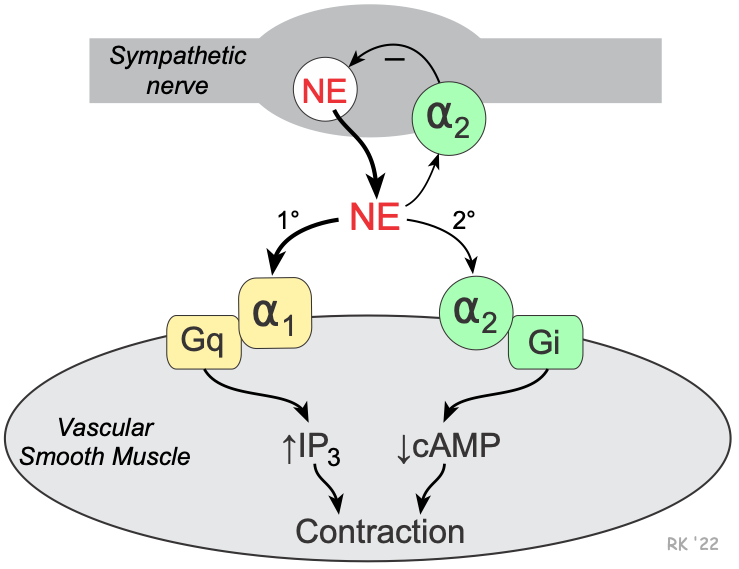 Sympathetic
nerve
NE
–
α2
NE
1°
2°
α1
Gq
α2
Gi
Vascular
Smooth Muscle
↑IP3
↓cAMP
Contraction
RK '22